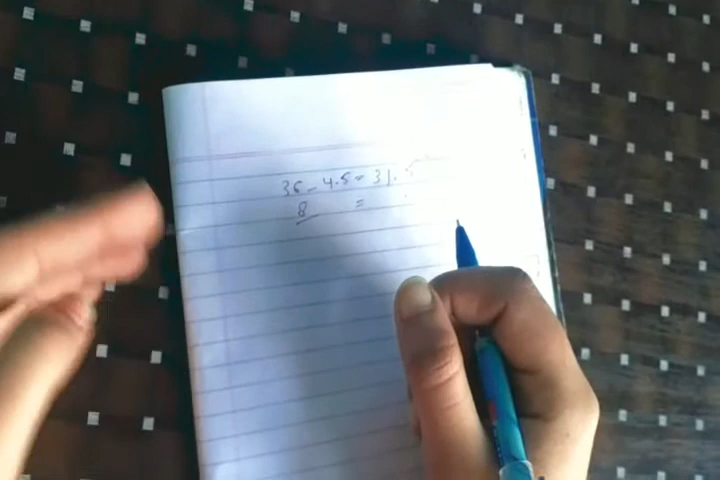 36 - 4.5 = 31.5
8 =